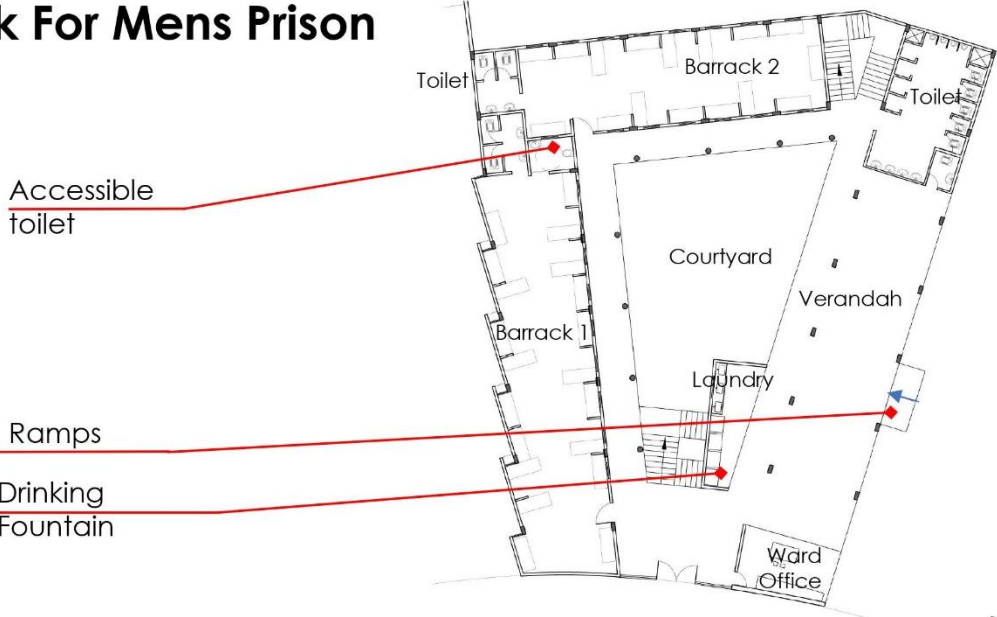 k For Mens Prison
Toilet
Barrack 2
Toilet
Accessible
toilet
Courtyard
Verandah
Barrack 1
Laundry
Ramps
Drinking
Fountain
Ward
Office